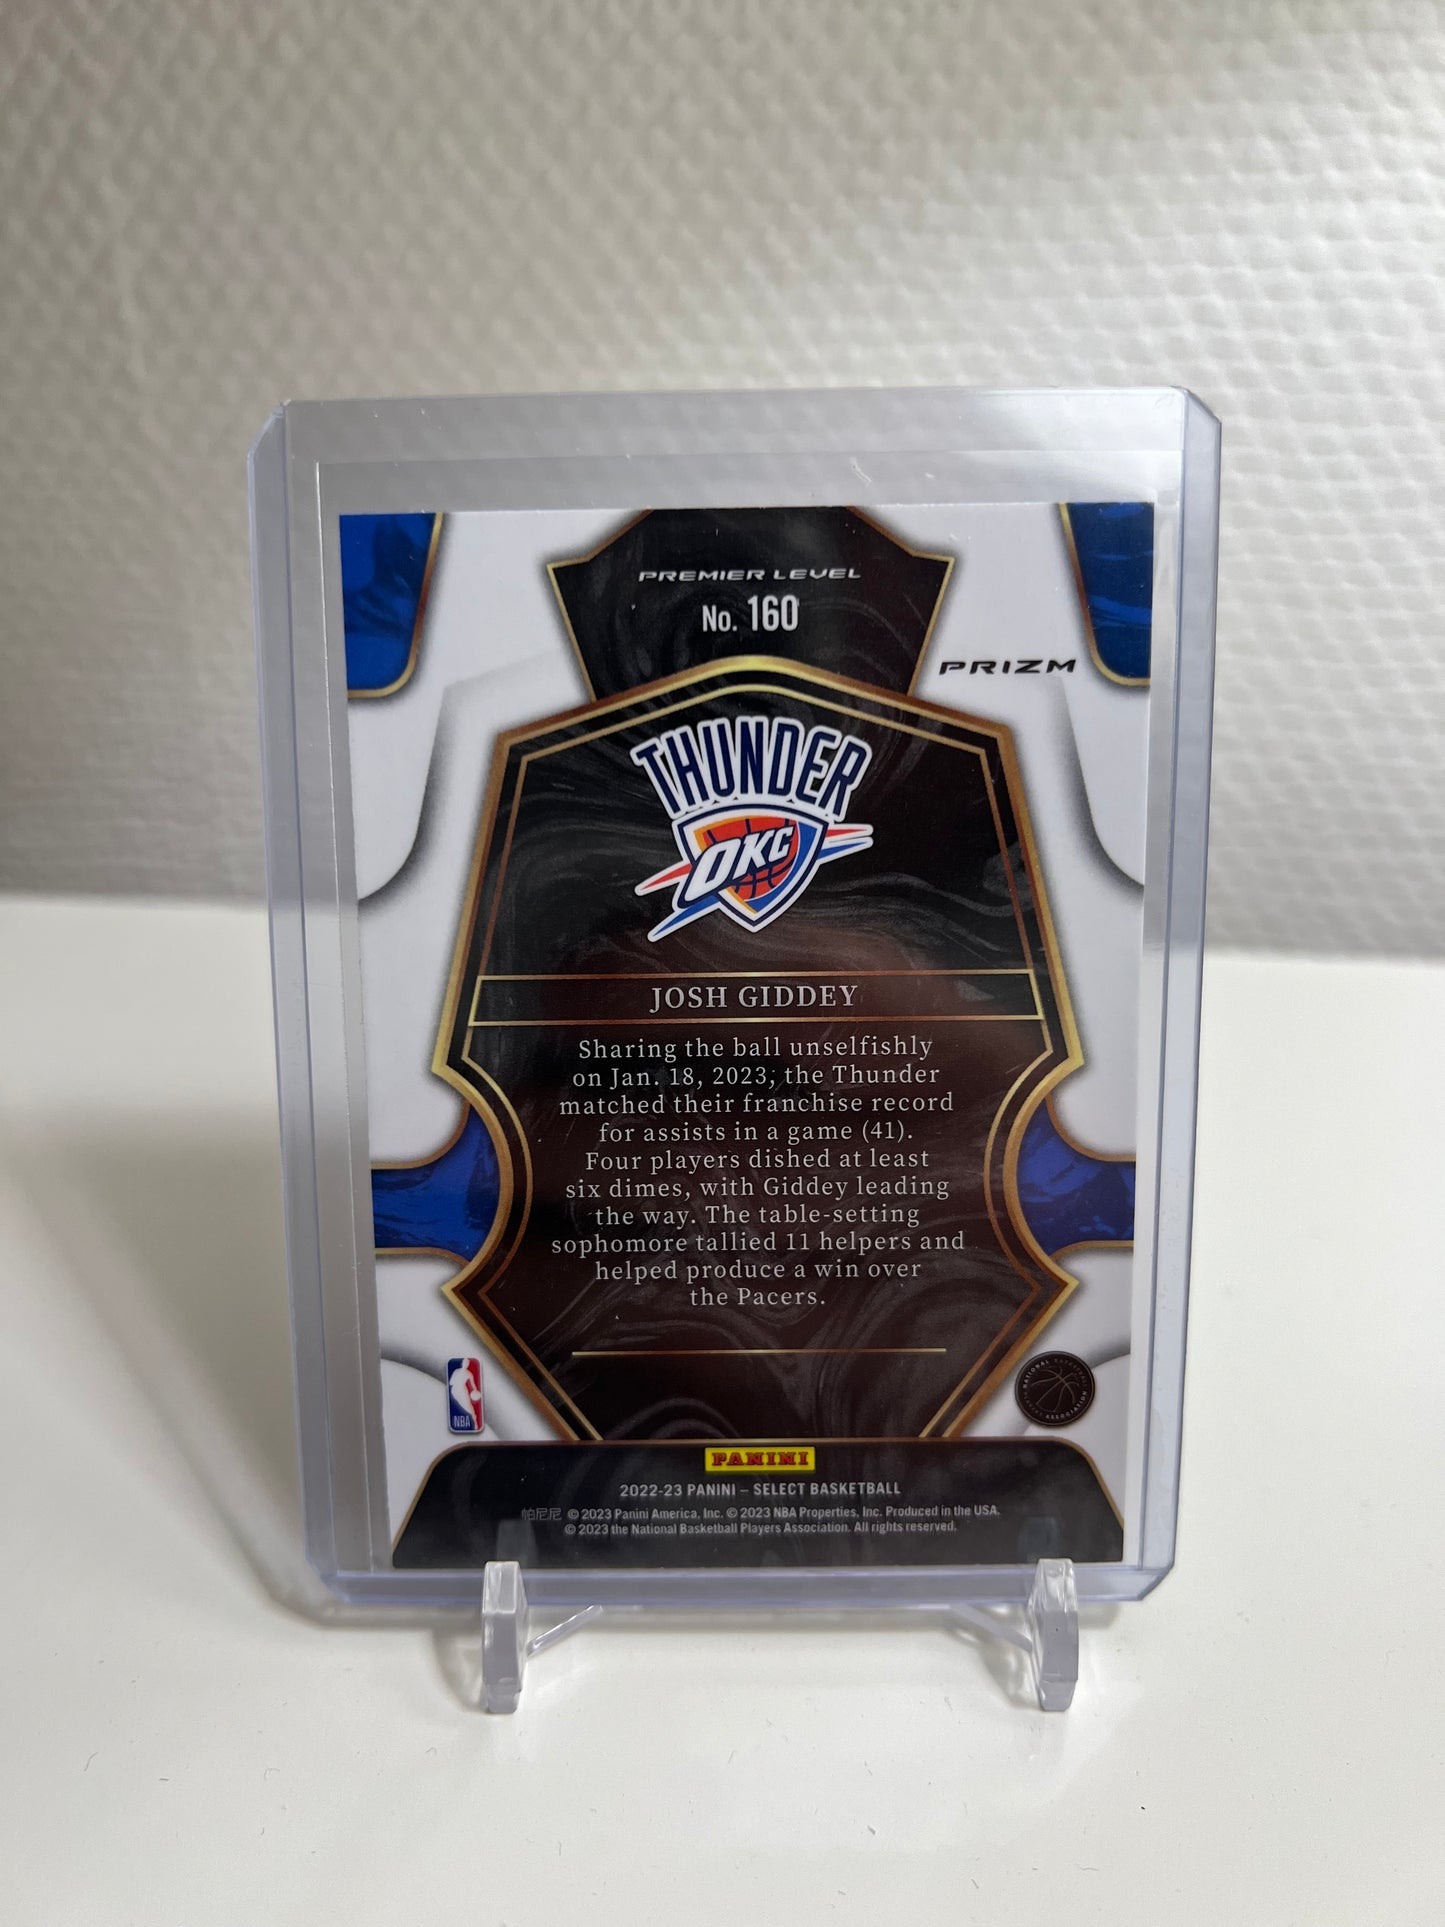 PREMIER LEVEL
No. 160
PRIZM
THUNDER
OKC
JOSH GIDDEY
Sharing the ball unselfishly
on Jan. 18, 2023; the Thunder
matched their franchise record
for assists in a game (41).
Four players dished at least
six dimes, with Giddey leading
the way. The table-setting
sophomore tallied 11 helpers and
helped produce a win over
the Pacers.
NBA
NATIONAL BASKETBALL PLAYERS ASSOCIATION
PANINI
2022-23 PANINI – SELECT BASKETBALL
帕尼尼 © 2023 Panini America, Inc. © 2023 NBA Properties, Inc. Produced in the USA.
© 2023 the National Basketball Players Association. All rights reserved.